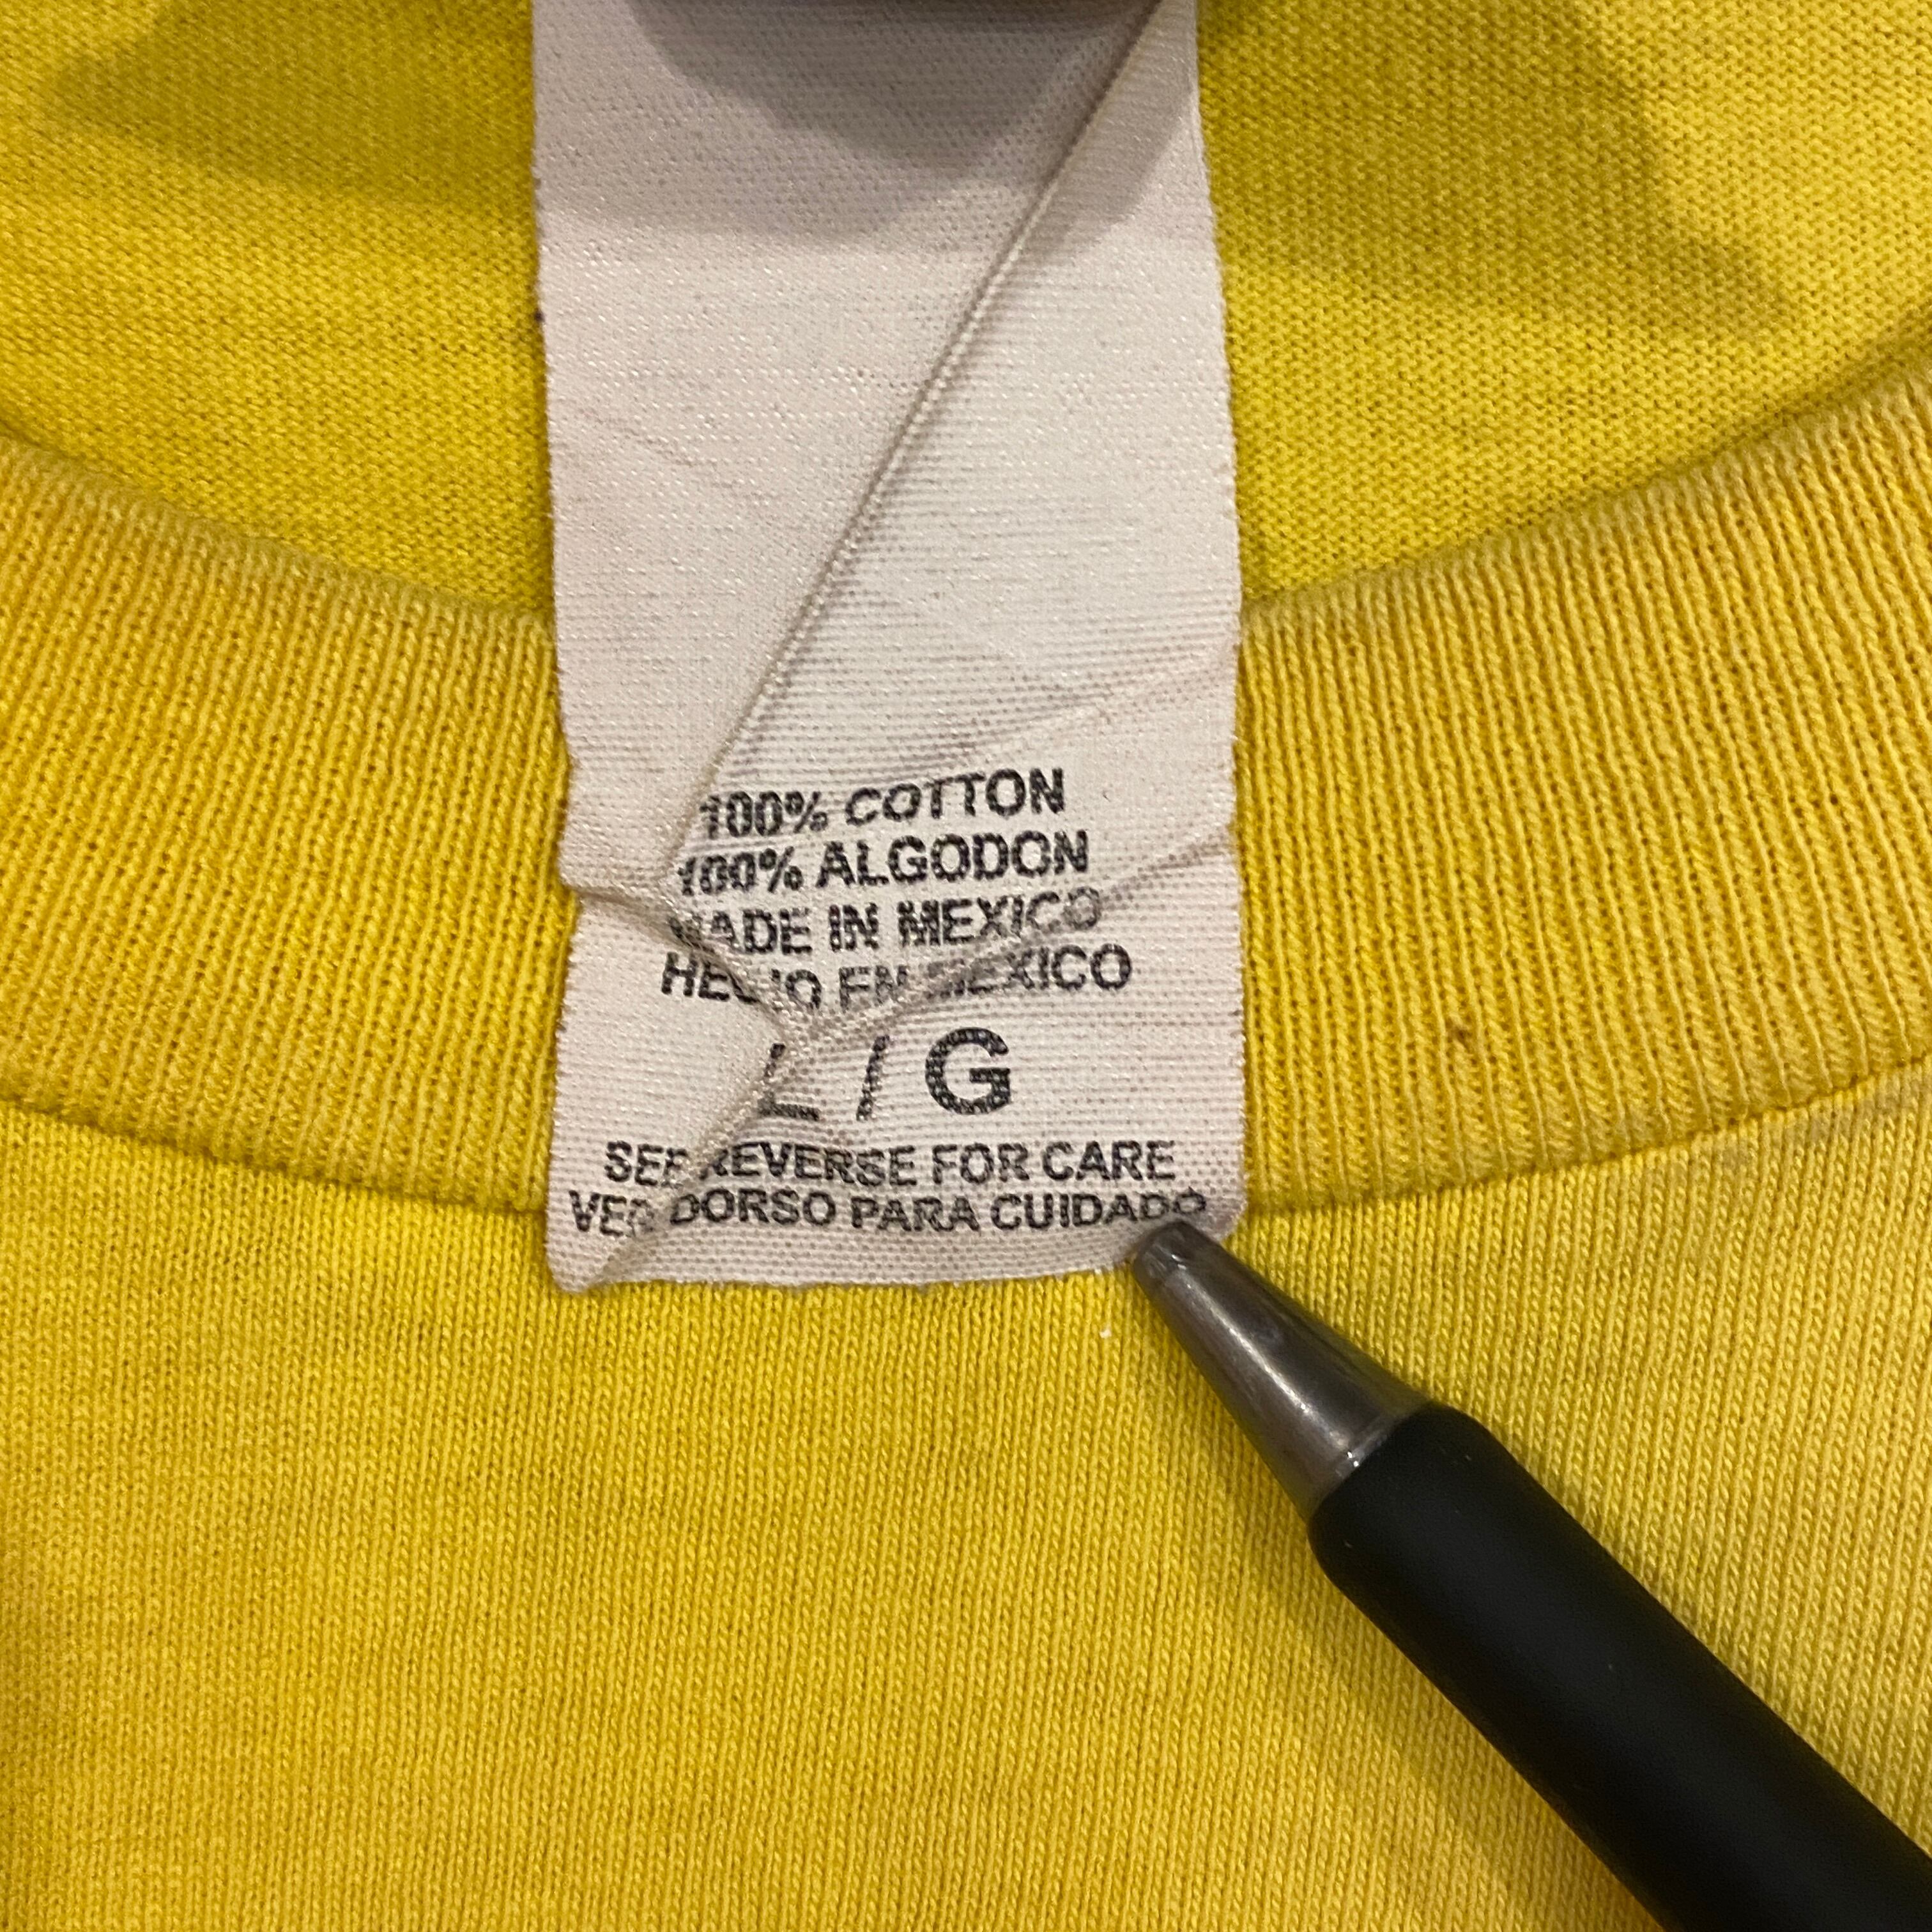 100% COTTON
100% ALGODON
MADE IN MEXICO
HECHO EN MEXICO
L / G
SEE REVERSE FOR CARE
VER DORSO PARA CUIDADO